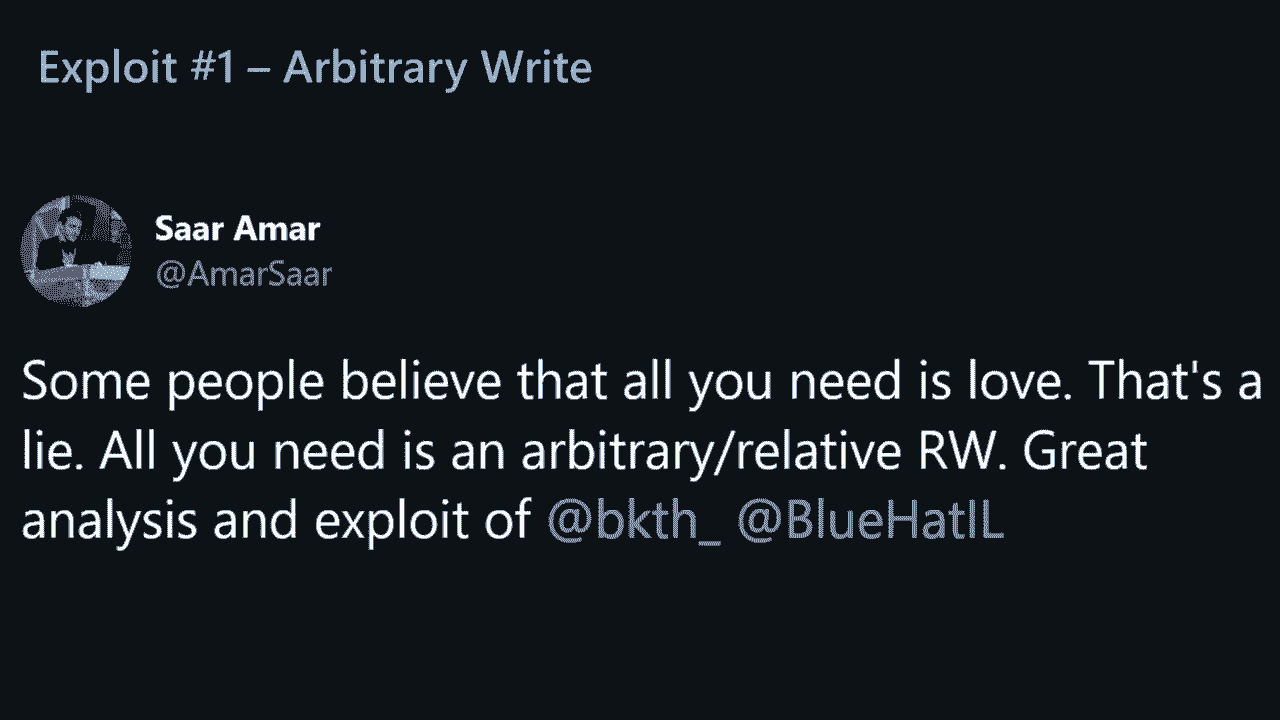 Exploit #1 – Arbitrary Write
Saar Amar
@AmarSaar
Some people believe that all you need is love. That's a
lie. All you need is an arbitrary/relative RW. Great
analysis and exploit of @bkth_ @BlueHatIL